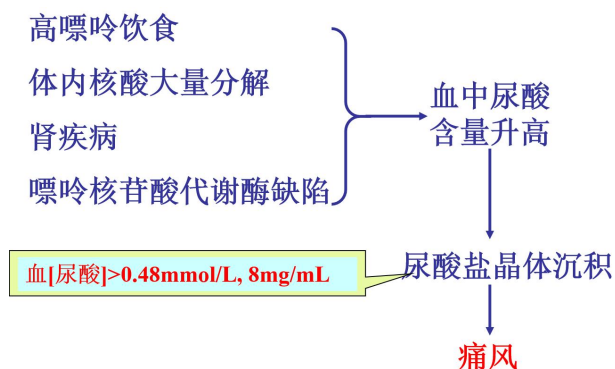 高嘌呤饮食
体内核酸大量分解
肾疾病
嘌呤核苷酸代谢酶缺陷
血中尿酸
含量升高
血[尿酸]>0.48mmol/L, 8mg/mL
尿酸盐晶体沉积
痛风